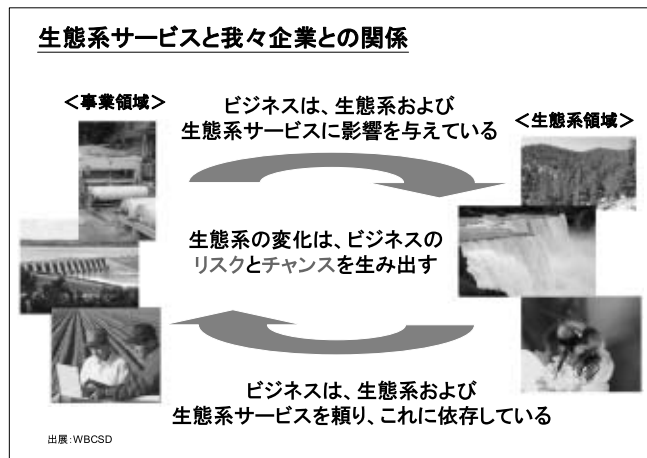 生態系サービスと我々企業との関係
＜事業領域＞
ビジネスは、生態系および
生態系サービスに影響を与えている
＜生態系領域＞
生態系の変化は、ビジネスの
リスクとチャンスを生み出す
ビジネスは、生態系および
生態系サービスを頼り、これに依存している
出展：WBCSD